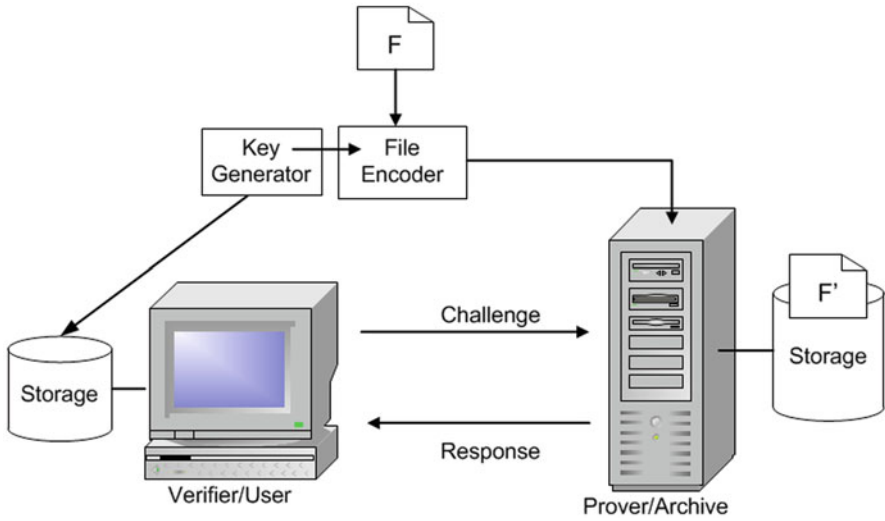 F
Key
Generator
File
Encoder
F'
Challenge
Storage
Storage
Response
Verifier/User
Prover/Archive